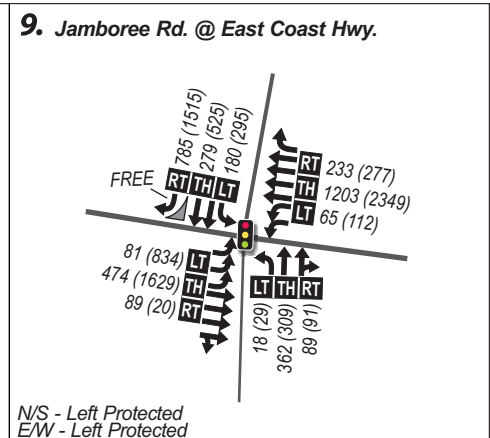 9. Jamboree Rd. @ East Coast Hwy.
785 (1515)
279 (525)
180 (295)
FREE
RT TH LT
RT 233 (277)
TH 1203 (2349)
LT 65 (112)
81 (834) LT
474 (1629) TH
89 (20) RT
LT TH RT
18 (29)
362 (309)
89 (91)
N/S - Left Protected
E/W - Left Protected